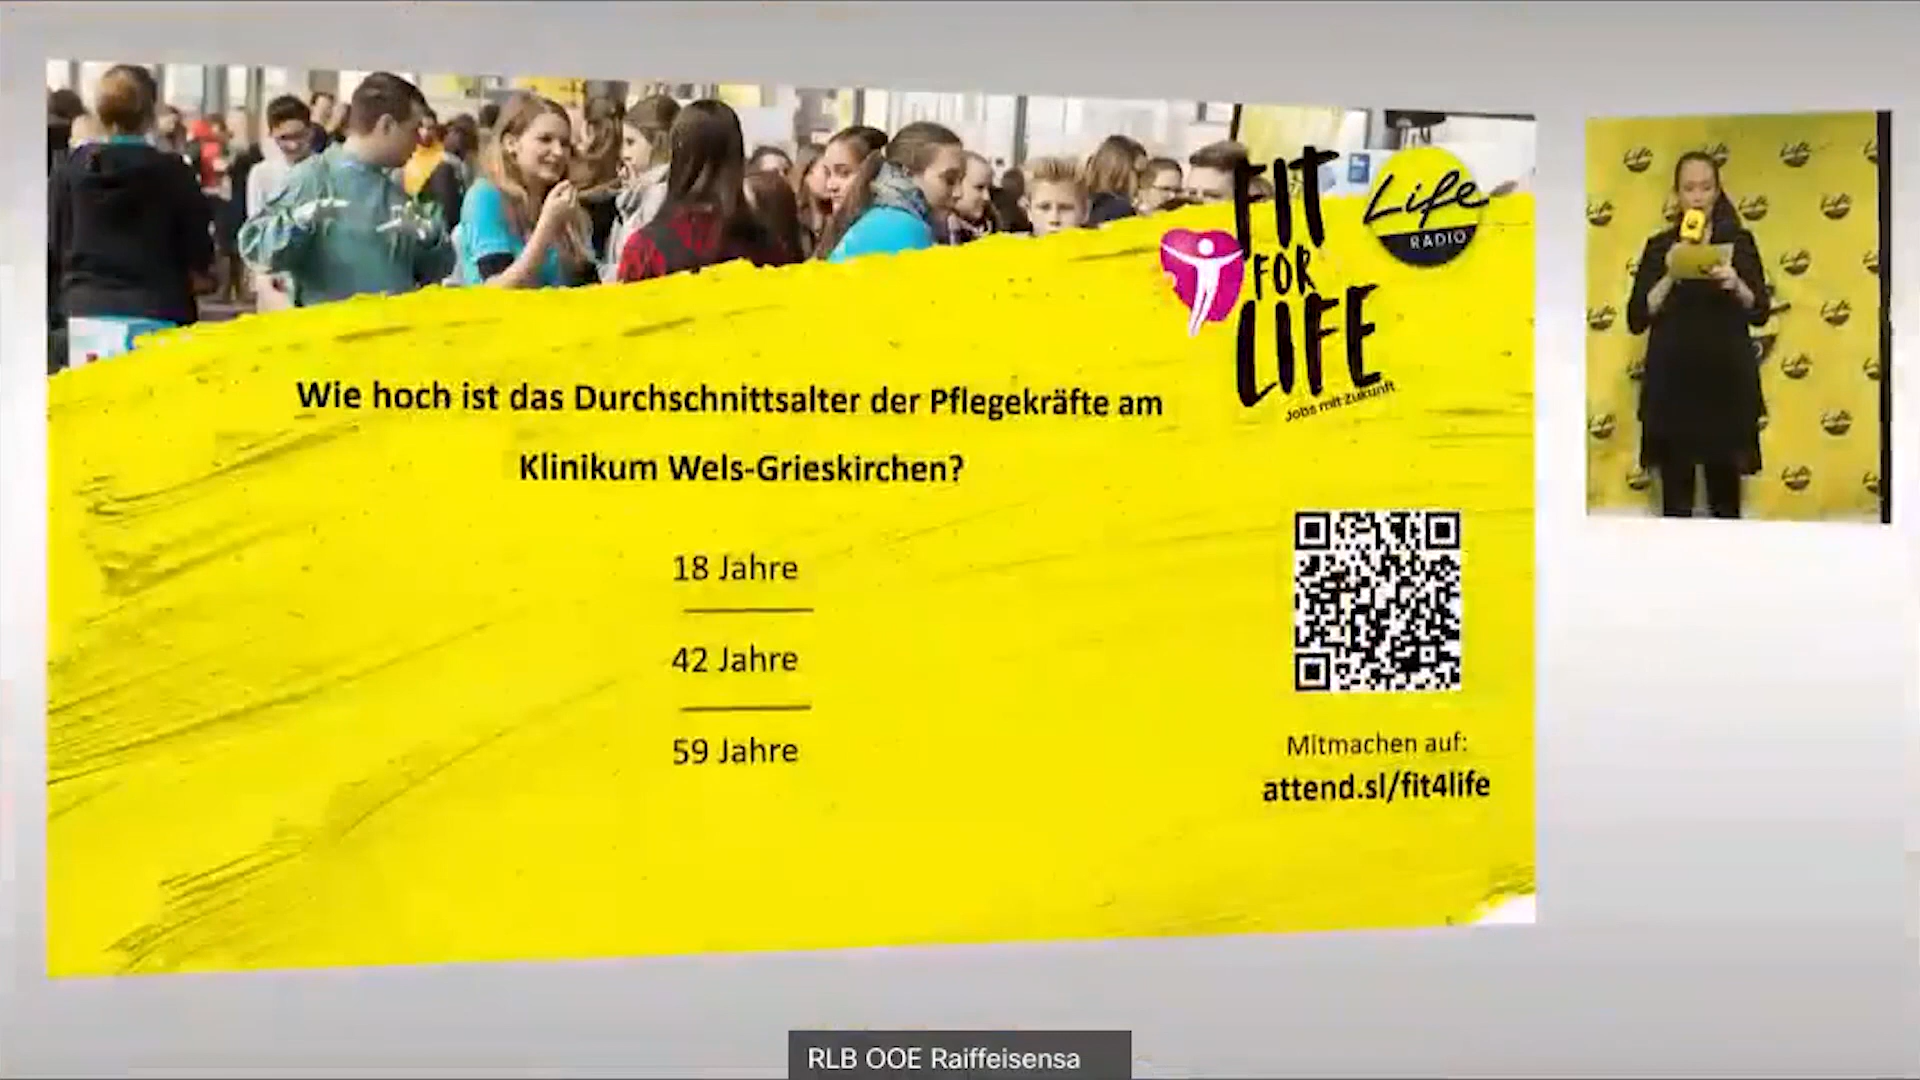 FIT
FOR
LIFE
Jobs mit Zukunft
Life
RADIO
Wie hoch ist das Durchschnittsalter der Pflegekräfte am
Klinikum Wels-Grieskirchen?
18 Jahre
42 Jahre
59 Jahre
Mitmachen auf:
attend.sl/fit4life
RLB OOE Raiffeisensa